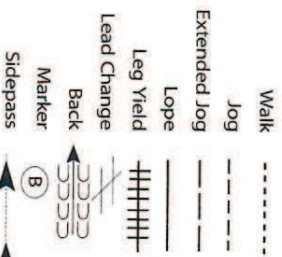 Walk
Jog
Extended Jog
Lope
Leg Yield
Lead Change
Back
Marker
B
Sidepass